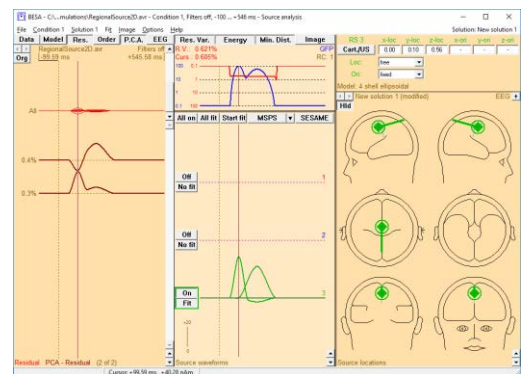 BESA - C:\...mulations\RegionalSource2D.avr - Condition 1, Filters off, -100 ... +546 ms - Source analysis
File Condition 1 Solution 1 Fit Image Options Help
Solution: New solution 1
Data Model Res. Order P.C.A. EEG
Org
RegionalSource2D.avr Filters off
-99.59 ms +545.58 ms
All
0.4%
0.3%
Residual PCA - Residual (2 of 2)
Res. Var. Energy Min. Dist. Image
R.V.: 0.621% GFP
Curs.: 0.685% RC: 1
All on All fit Start fit MSPS SESAME
Off
No fit
1
Off
No fit
2
On
Fit
3
+20
Source waveforms
RS 3 x-loc y-loc z-loc x-ori y-ori z-ori
Cart./US 0.00 0.10 0.56 - - -
Loc: free
Ori: fixed
Model: 4 shell ellipsoidal
New solution 1 (modified) EEG
Hld
Source locations
Cursor: +99.59 ms